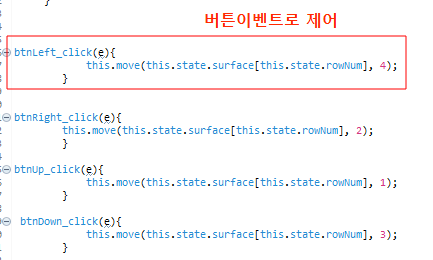 }
버튼이벤트로 제어
btnLeft_click(e){
this.move(this.state.surface[this.state.rowNum], 4);
}
btnRight_click(e){
this.move(this.state.surface[this.state.rowNum], 2);
}
btnUp_click(e){
this.move(this.state.surface[this.state.rowNum], 1);
}
btnDown_click(e){
this.move(this.state.surface[this.state.rowNum], 3);
}